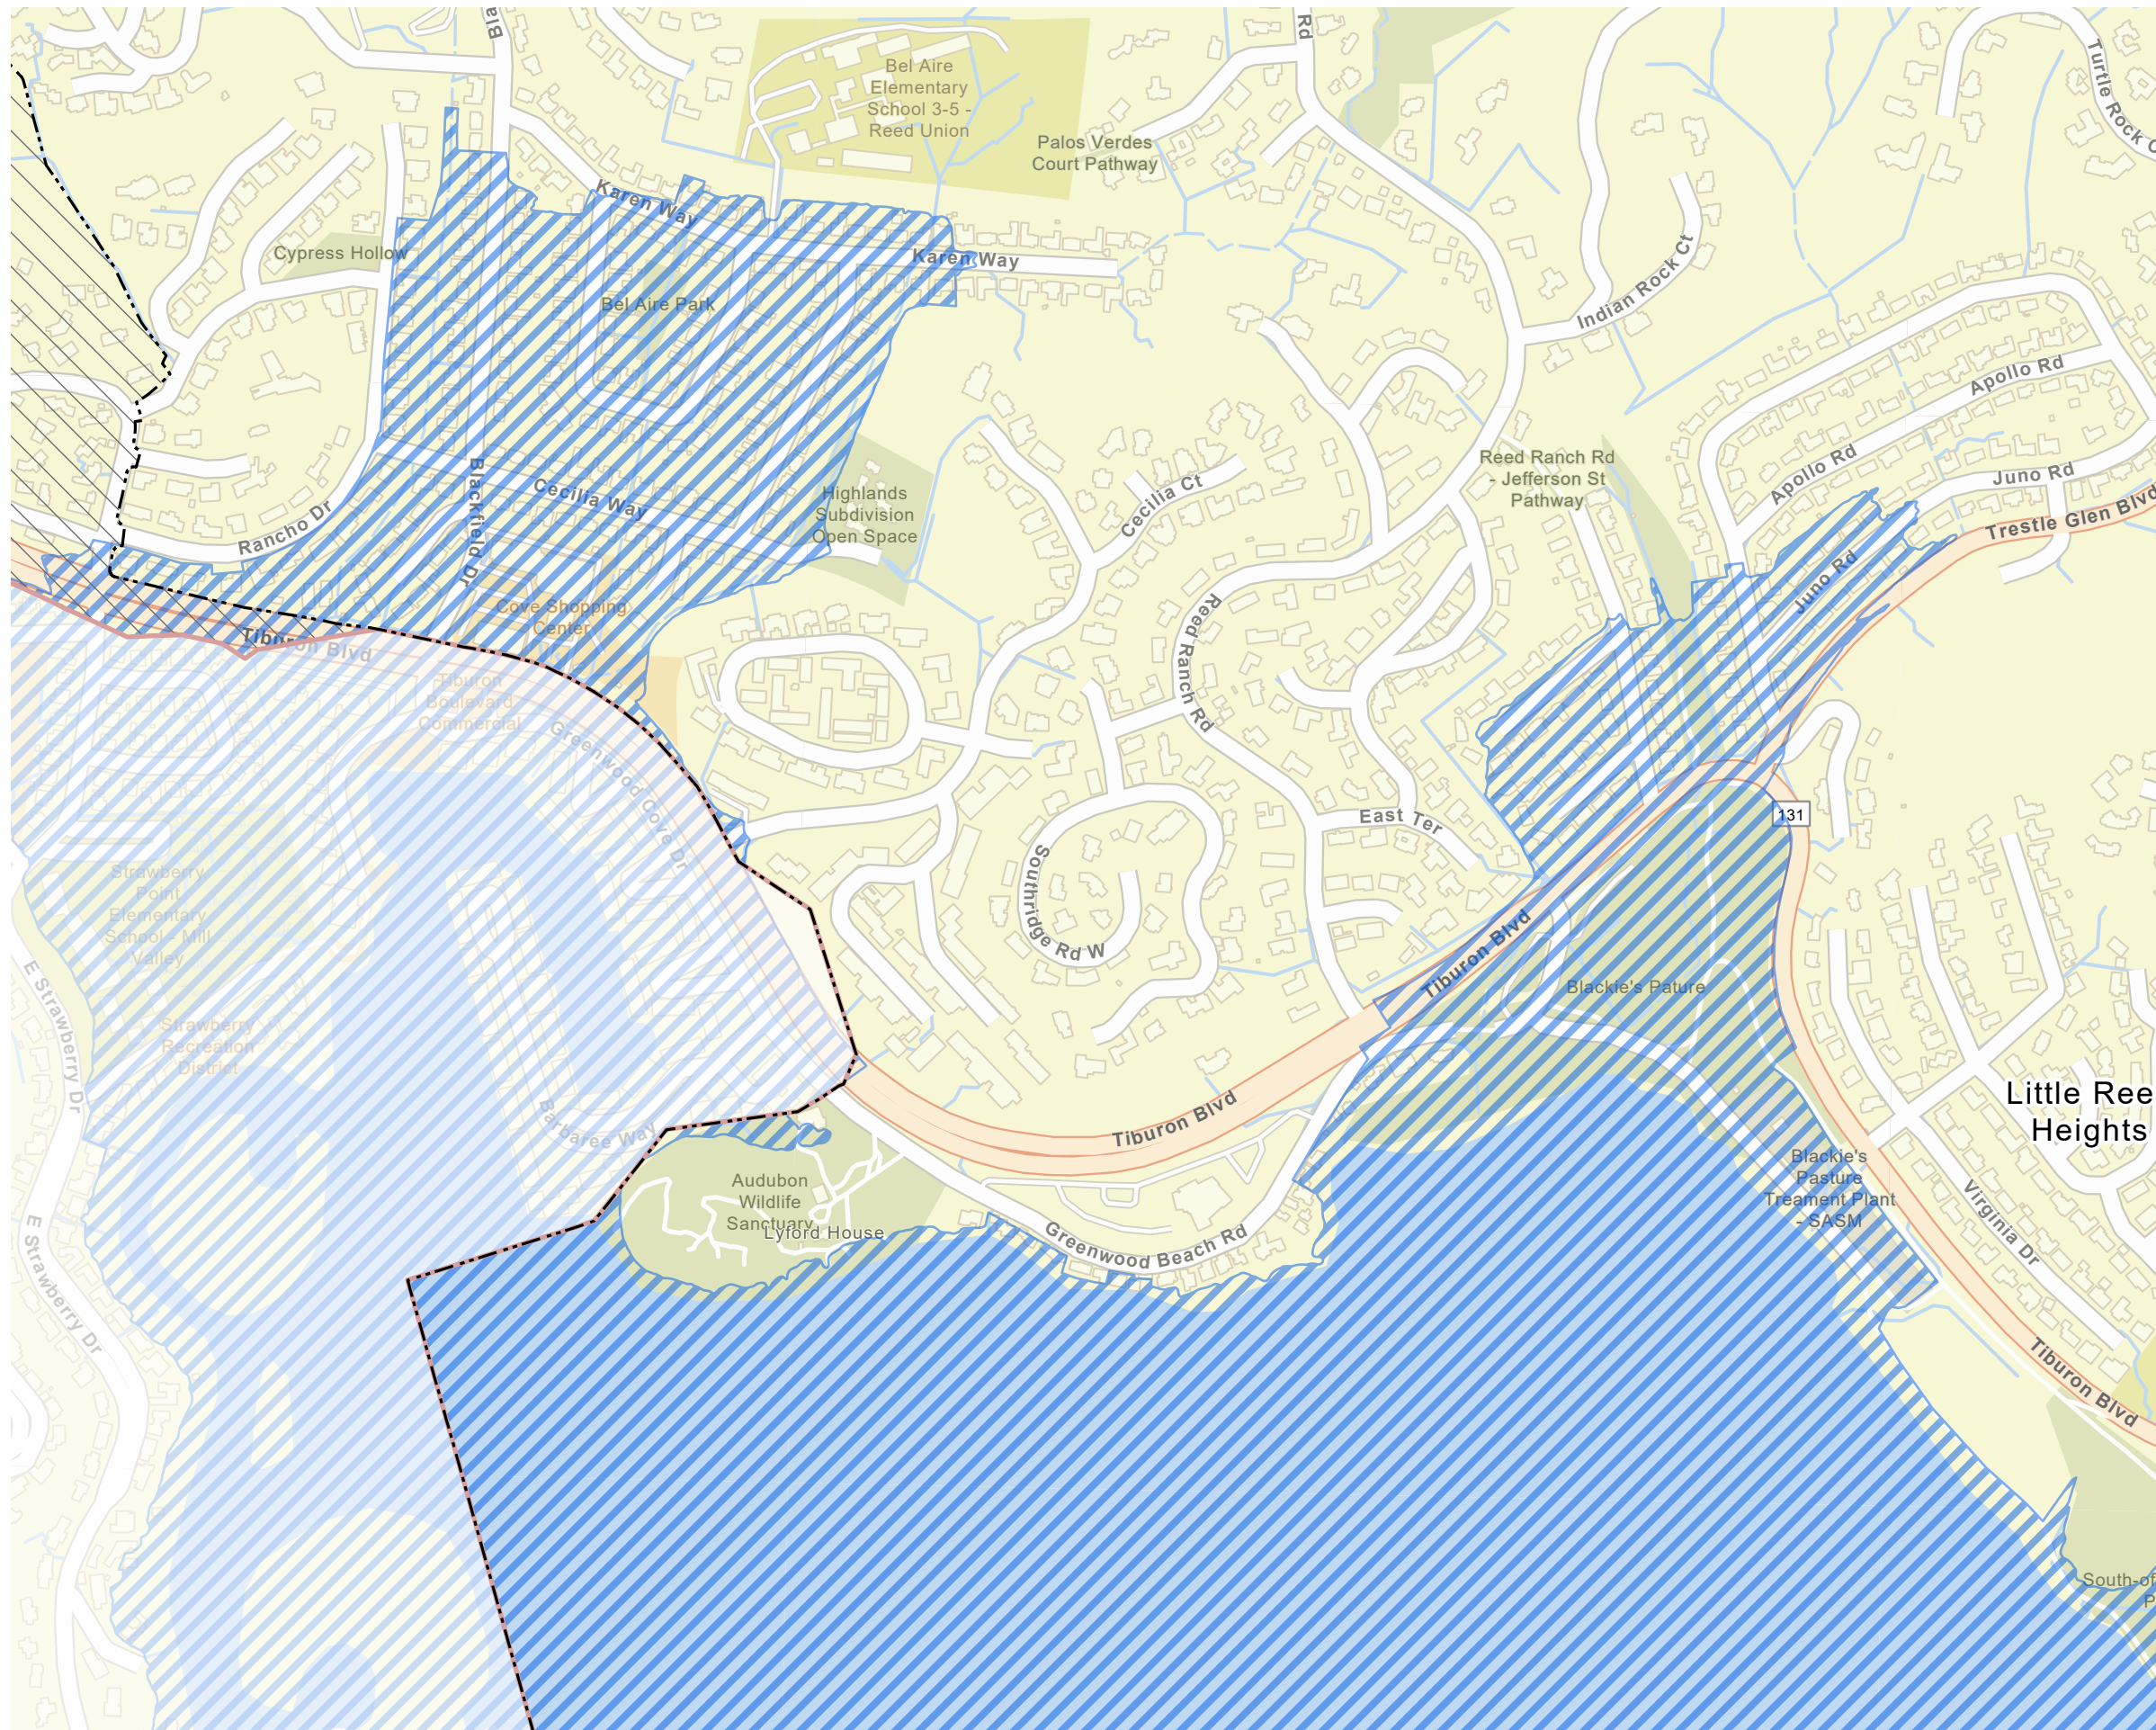 Bla
Rd
Turtle Rock C
Bel Aire
Elementary
School 3-5 -
Reed Union
Palos Verdes
Court Pathway
Karen Way
Cypress Hollow
Karen Way
Indian Rock Ct
Bel Aire Park
Apollo Rd
Reed Ranch Rd
- Jefferson St
Pathway
Apollo Rd
Juno Rd
Blackfield Dr
Cecilia Way
Highlands
Subdivision
Open Space
Cecilia Ct
Trestle Glen Blvd
Rancho Dr
Juno Rd
Cove Shopping
Center
Reed Ranch Rd
Tiburon Blvd
Tiburon
Boulevard
Commercial
Greenwood Cove Dr
East Ter
131
Strawberry
Point
Elementary
School - Mill
Valley
Southridge Rd W
Tiburon Blvd
Blackie's Pature
E Strawberry Dr
Strawberry
Recreation
District
Barbaree Way
Tiburon Blvd
Little Ree
Heights
Audubon
Wildlife
Sanctuary
Lyford House
Blackie's
Pasture
Treament Plant
- SASM
Virginia Dr
E Strawberry Dr
Greenwood Beach Rd
Tiburon Blvd
South-of
P